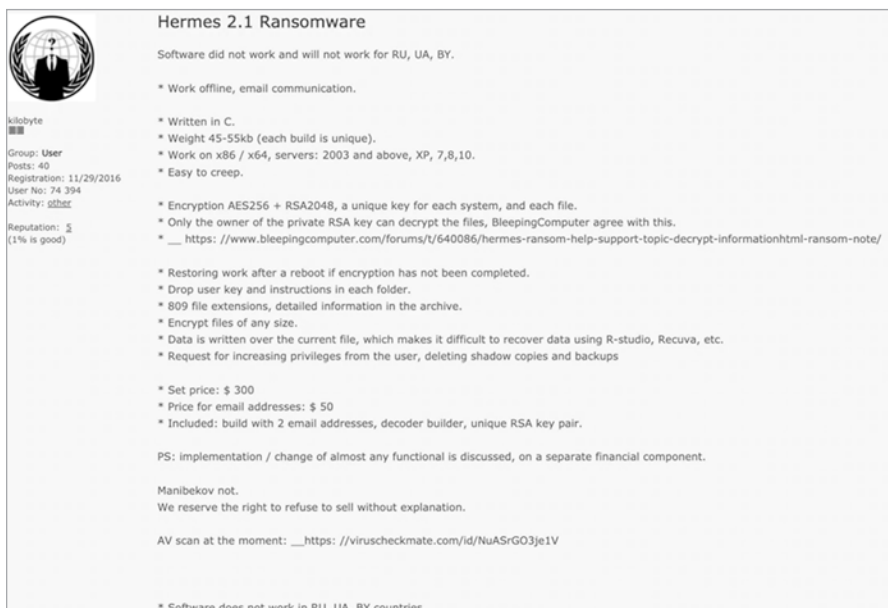 Hermes 2.1 Ransomware
Software did not work and will not work for RU, UA, BY.
* Work offline, email communication.
?
kilobyte
Group: User
Posts: 40
Registration: 11/29/2016
User No: 74 394
Activity: other
Reputation: 5
(1% is good)
* Written in C.
* Weight 45-55kb (each build is unique).
* Work on x86 / x64, servers: 2003 and above, XP, 7,8,10.
* Easy to creep.
* Encryption AES256 + RSA2048, a unique key for each system, and each file.
* Only the owner of the private RSA key can decrypt the files, BleepingComputer agree with this.
* __ https: //www.bleepingcomputer.com/forums/t/640086/hermes-ransom-help-support-topic-decrypt-informationhtml-ransom-note/
* Restoring work after a reboot if encryption has not been completed.
* Drop user key and instructions in each folder.
* 809 file extensions, detailed information in the archive.
* Encrypt files of any size.
* Data is written over the current file, which makes it difficult to recover data using R-studio, Recuva, etc.
* Request for increasing privileges from the user, deleting shadow copies and backups
* Set price: $ 300
* Price for email addresses: $ 50
* Included: build with 2 email addresses, decoder builder, unique RSA key pair.
PS: implementation / change of almost any functional is discussed, on a separate financial component.
Manibekov not.
We reserve the right to refuse to sell without explanation.
AV scan at the moment: __https: //viruscheckmate.com/id/NuASrGO3je1V
* Software does not work in RU, UA, BY countries